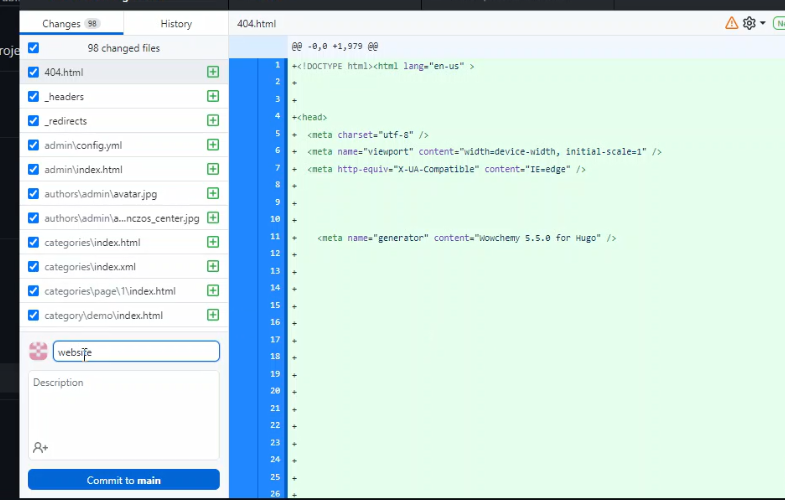 Changes 98 History 404.html Ne
roje 98 changed files @@ -0,0 +1,979 @@
404.html
_headers
_redirects
admin\config.yml
admin\index.html
authors\admin\avatar.jpg
authors\admin\a...nczos_center.jpg
categories\index.html
categories\index.xml
categories\page\1\index.html
category\demo\index.html
website
Description
Commit to main
1 +<!DOCTYPE html><html lang="en-us" >
2 +
3 +
4 +<head>
5 + <meta charset="utf-8" />
6 + <meta name="viewport" content="width=device-width, initial-scale=1" />
7 + <meta http-equiv="X-UA-Compatible" content="IE=edge" />
8 +
9 +
10 +
11 + <meta name="generator" content="Wowchemy 5.5.0 for Hugo" />
12 +
13 +
14 +
15 +
16 +
17 +
18 +
19 +
20 +
21 +
22 +
23 +
24 +
25 +
26 +